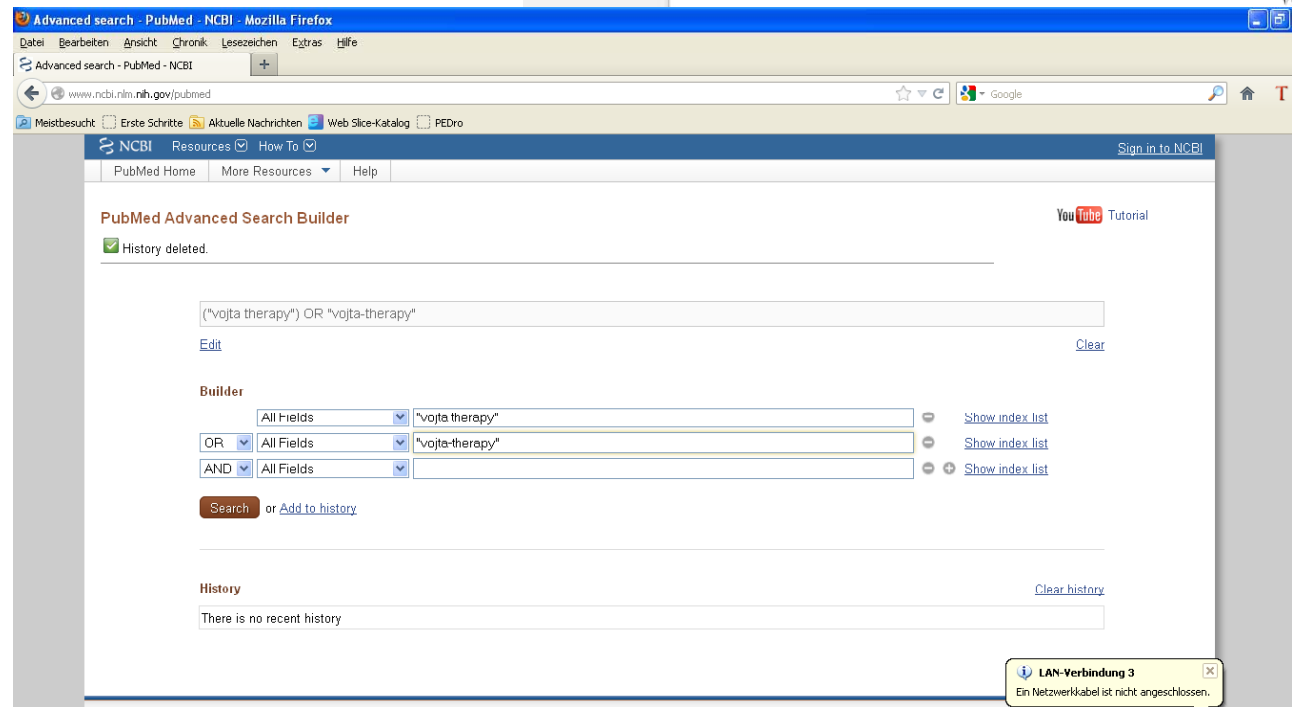 Advanced search - PubMed - NCBI - Mozilla Firefox
Datei Bearbeiten Ansicht Chronik Lesezeichen Extras Hilfe
Advanced search - PubMed - NCBI +
www.ncbi.nlm.nih.gov/pubmed Google
Meistbesucht Erste Schritte Aktuelle Nachrichten Web Slice-Katalog PEDro
NCBI Resources How To Sign in to NCBI
PubMed Home More Resources Help
PubMed Advanced Search Builder You Tube Tutorial
History deleted.
("vojta therapy") OR "vojta-therapy"
Edit Clear
Builder
All Fields "vojta therapy" Show index list
OR All Fields "vojta-therapy" Show index list
AND All Fields Show index list
Search or Add to history
History Clear history
There is no recent history
LAN-Verbindung 3
Ein Netzwerkkabel ist nicht angeschlossen.